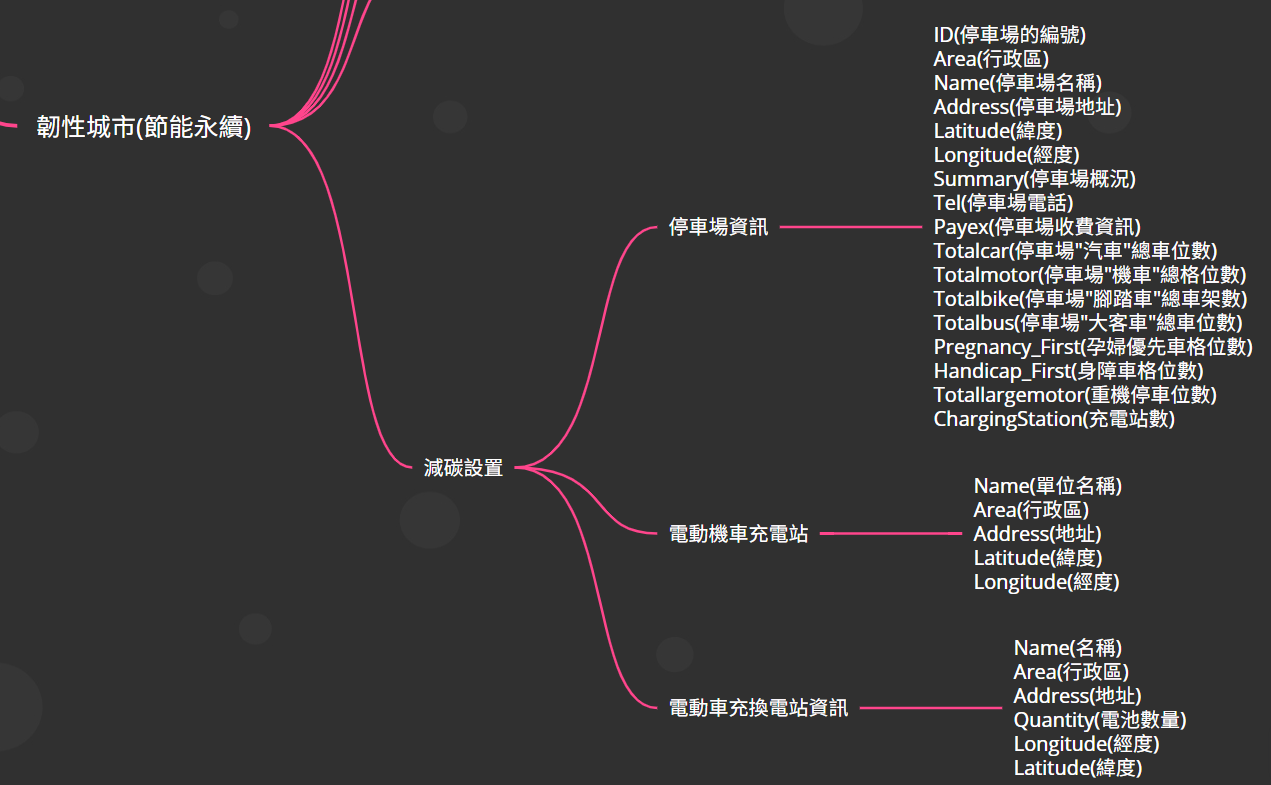 韌性城市(節能永續)
減碳設置
停車場資訊
ID(停車場的編號)
Area(行政區)
Name(停車場名稱)
Address(停車場地址)
Latitude(緯度)
Longitude(經度)
Summary(停車場概況)
Tel(停車場電話)
Payex(停車場收費資訊)
Totalcar(停車場"汽車"總車位數)
Totalmotor(停車場"機車"總格位數)
Totalbike(停車場"腳踏車"總車架數)
Totalbus(停車場"大客車"總車位數)
Pregnancy_First(孕婦優先車格位數)
Handicap_First(身障車格位數)
Totallargemotor(重機停車位數)
ChargingStation(充電站數)
電動機車充電站
Name(單位名稱)
Area(行政區)
Address(地址)
Latitude(緯度)
Longitude(經度)
電動車充換電站資訊
Name(名稱)
Area(行政區)
Address(地址)
Quantity(電池數量)
Longitude(經度)
Latitude(緯度)